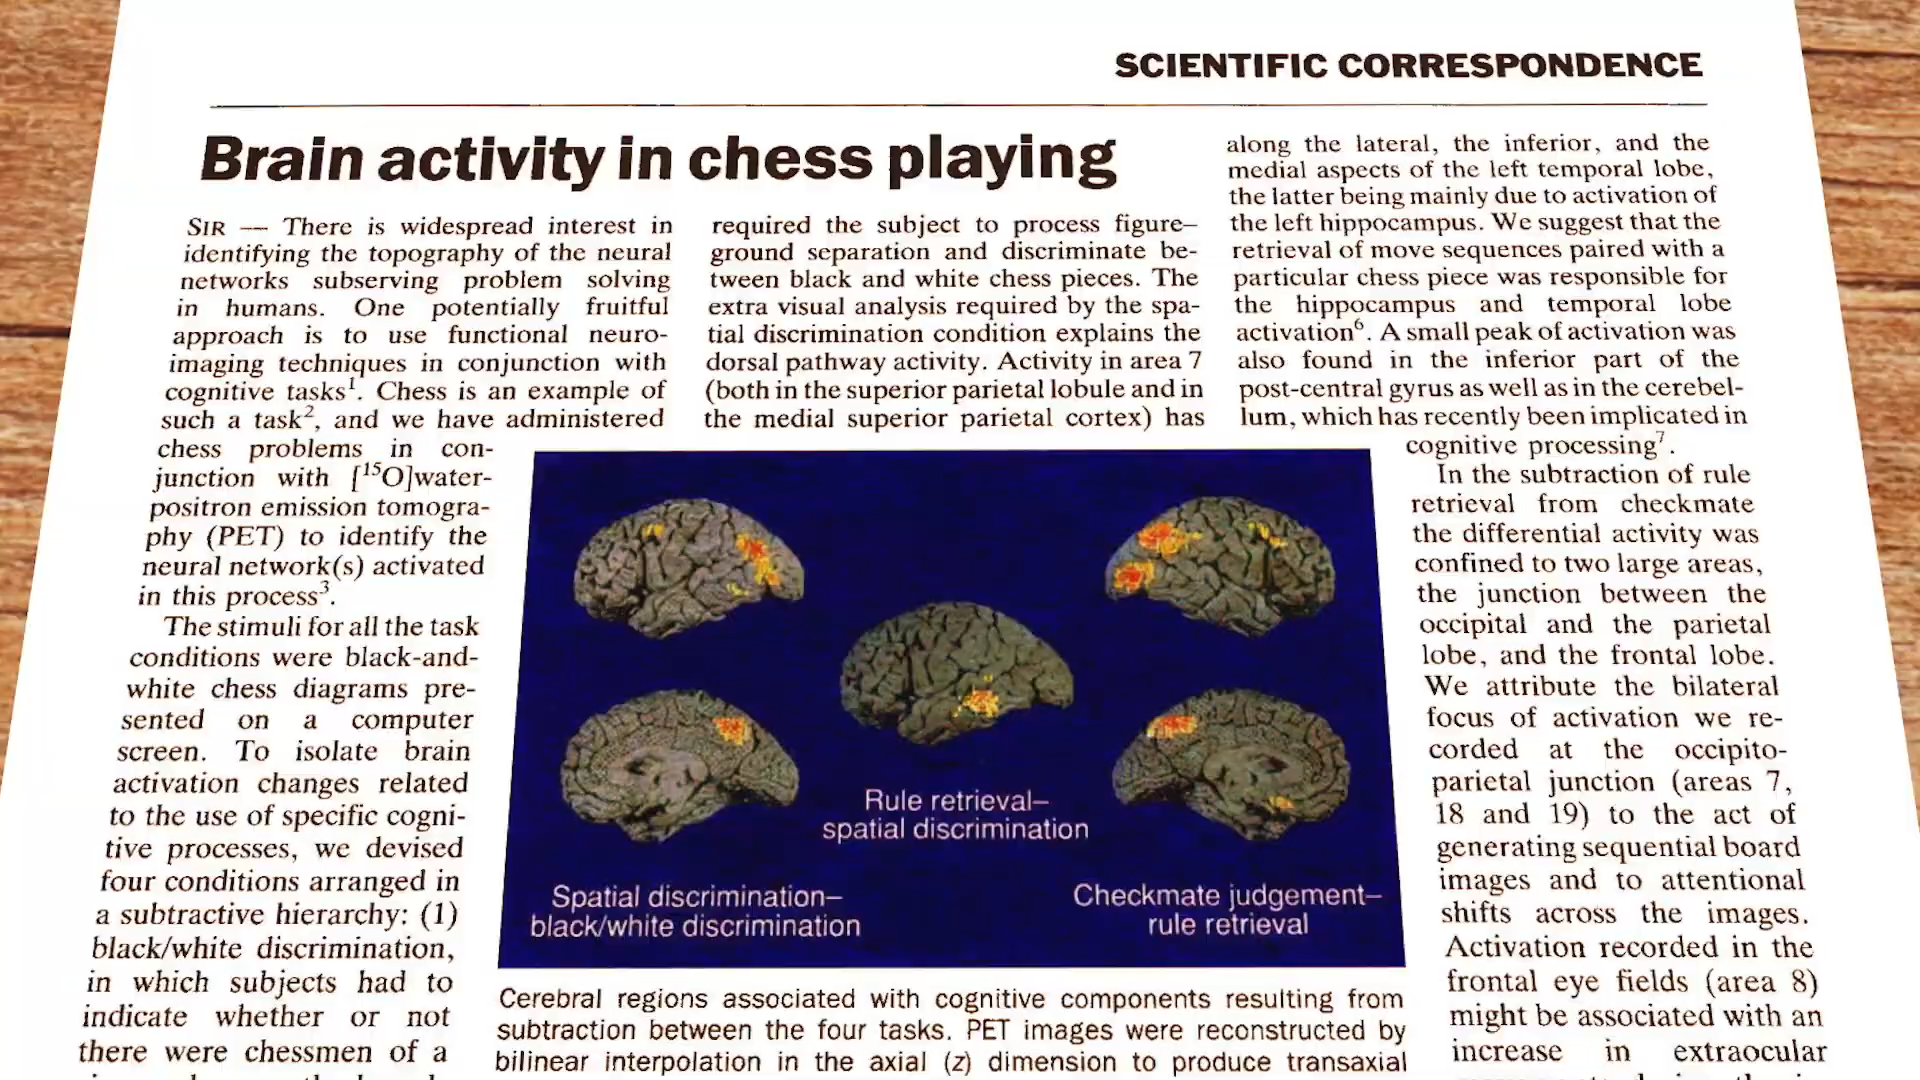 SCIENTIFIC CORRESPONDENCE
Brain activity in chess playing
SIR — There is widespread interest in
identifying the topography of the neural
networks subserving problem solving
in humans. One potentially fruitful
approach is to use functional neuro-
imaging techniques in conjunction with
cognitive tasks¹. Chess is an example of
such a task², and we have administered
chess problems in con-
junction with [¹⁵O]water-
positron emission tomogra-
phy (PET) to identify the
neural network(s) activated
in this process³.
The stimuli for all the task
conditions were black-and-
white chess diagrams pre-
sented on a computer
screen. To isolate brain
activation changes related
to the use of specific cogni-
tive processes, we devised
four conditions arranged in
a subtractive hierarchy: (1)
black/white discrimination,
in which subjects had to
indicate whether or not
there were chessmen of a
required the subject to process figure–
ground separation and discriminate be-
tween black and white chess pieces. The
extra visual analysis required by the spa-
tial discrimination condition explains the
dorsal pathway activity. Activity in area 7
(both in the superior parietal lobule and in
the medial superior parietal cortex) has
Rule retrieval–
spatial discrimination
Spatial discrimination–
black/white discrimination
Checkmate judgement–
rule retrieval
Cerebral regions associated with cognitive components resulting from
subtraction between the four tasks. PET images were reconstructed by
bilinear interpolation in the axial (z) dimension to produce transaxial
along the lateral, the inferior, and the
medial aspects of the left temporal lobe,
the latter being mainly due to activation of
the left hippocampus. We suggest that the
retrieval of move sequences paired with a
particular chess piece was responsible for
the hippocampus and temporal lobe
activation⁶. A small peak of activation was
also found in the inferior part of the
post-central gyrus as well as in the cerebel-
lum, which has recently been implicated in
cognitive processing⁷.
In the subtraction of rule
retrieval from checkmate
the differential activity was
confined to two large areas,
the junction between the
occipital and the parietal
lobe, and the frontal lobe.
We attribute the bilateral
focus of activation we re-
corded at the occipito-
parietal junction (areas 7,
18 and 19) to the act of
generating sequential board
images and to attentional
shifts across the images.
Activation recorded in the
frontal eye fields (area 8)
might be associated with an
increase in extraocular